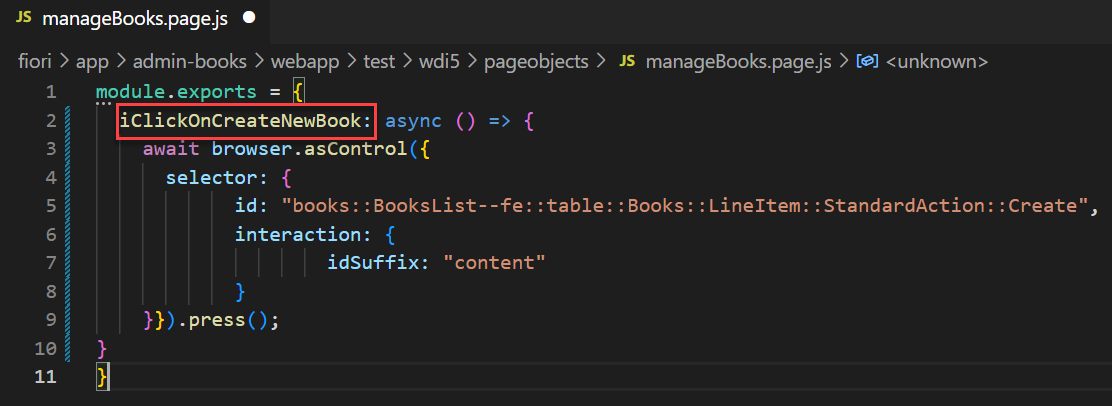 JS manageBooks.page.js ●
fiori > app > admin-books > webapp > test > wdi5 > pageobjects > JS manageBooks.page.js > <unknown>
1 module.exports = {
2   iClickOnCreateNewBook: async () => {
3     await browser.asControl({
4       selector: {
5             id: "books::BooksList--fe::table::Books::LineItem::StandardAction::Create",
6             interaction: {
7                     idSuffix: "content"
8             }
9     }}).press();
10 }
11 }